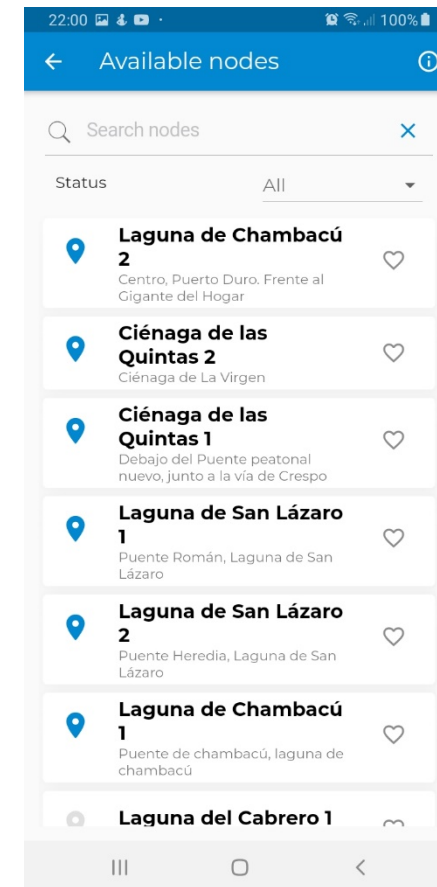 22:00 100%
Available nodes
Search nodes
Status All
Laguna de Chambacú
2
Centro, Puerto Duro. Frente al
Gigante del Hogar
Ciénaga de las
Quintas 2
Ciénaga de La Virgen
Ciénaga de las
Quintas 1
Debajo del Puente peatonal
nuevo, junto a la vía de Crespo
Laguna de San Lázaro
1
Puente Román, Laguna de San
Lázaro
Laguna de San Lázaro
2
Puente Heredia, Laguna de San
Lázaro
Laguna de Chambacú
1
Puente de chambacú, laguna de
chambacú
Laguna del Cabrero 1